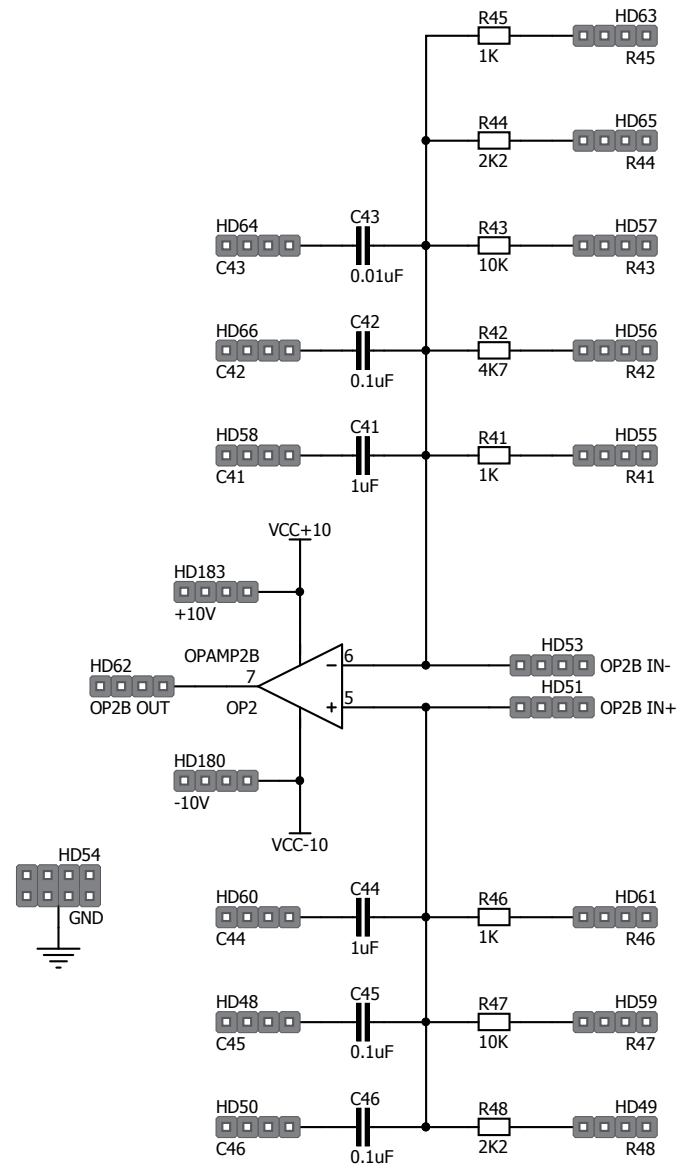 R45
1K
HD63
R45
R44
2K2
HD65
R44
HD64
C43
C43
0.01uF
R43
10K
HD57
R43
HD66
C42
C42
0.1uF
R42
4K7
HD56
R42
HD58
C41
C41
1uF
R41
1K
HD55
R41
VCC+10
HD183
+10V
OPAMP2B
6
HD53
OP2B IN-
HD62
OP2B OUT
7
OP2
-
+
5
HD51
OP2B IN+
HD180
-10V
VCC-10
HD54
GND
HD60
C44
C44
1uF
R46
1K
HD61
R46
HD48
C45
C45
0.1uF
R47
10K
HD59
R47
HD50
C46
C46
0.1uF
R48
2K2
HD49
R48